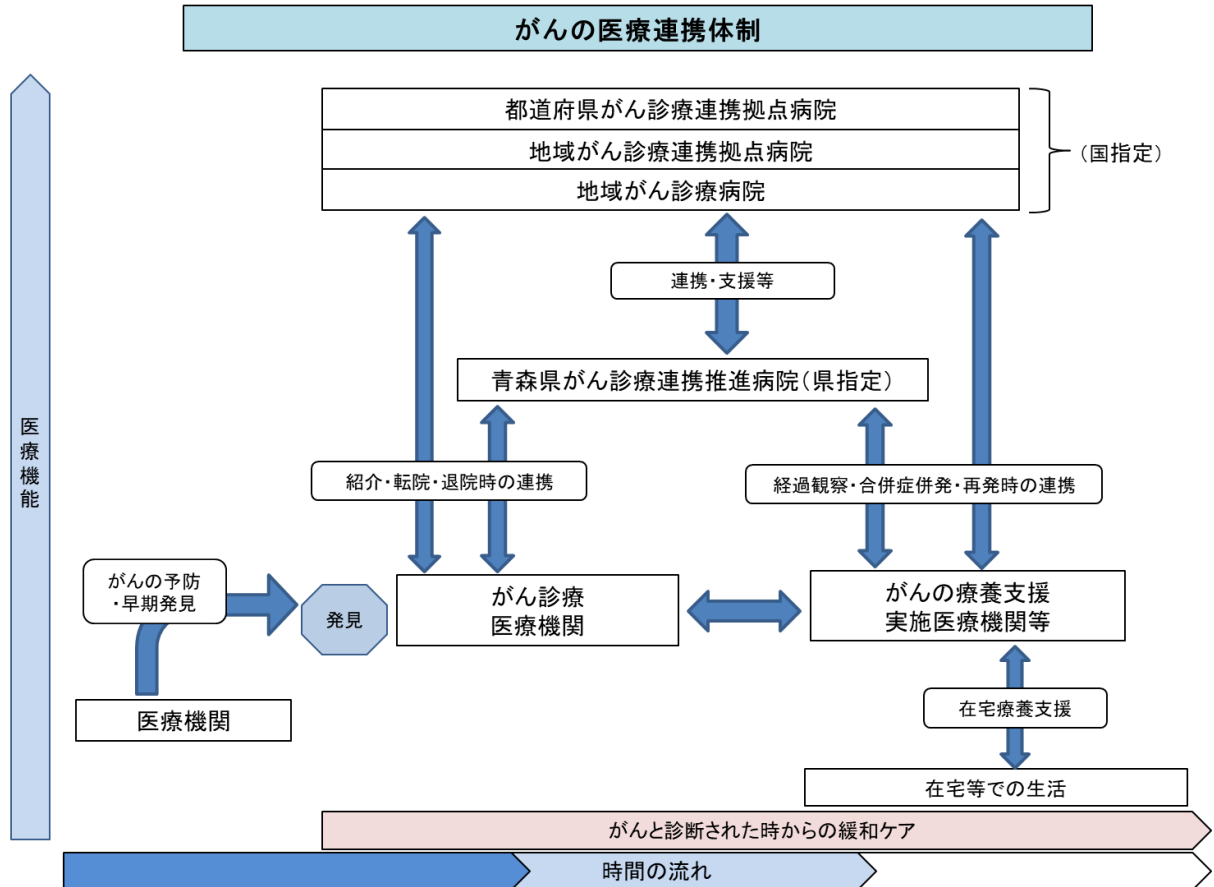 がんの医療連携体制
都道府県がん診療連携拠点病院
地域がん診療連携拠点病院
(国指定)
地域がん診療病院
連携・支援等
青森県がん診療連携推進病院(県指定)
医療機能
紹介・転院・退院時の連携
経過観察・合併症併発・再発時の連携
がんの予防
・早期発見
発見
がん診療
医療機関
がんの療養支援
実施医療機関等
医療機関
在宅療養支援
在宅等での生活
がんと診断された時からの緩和ケア
時間の流れ